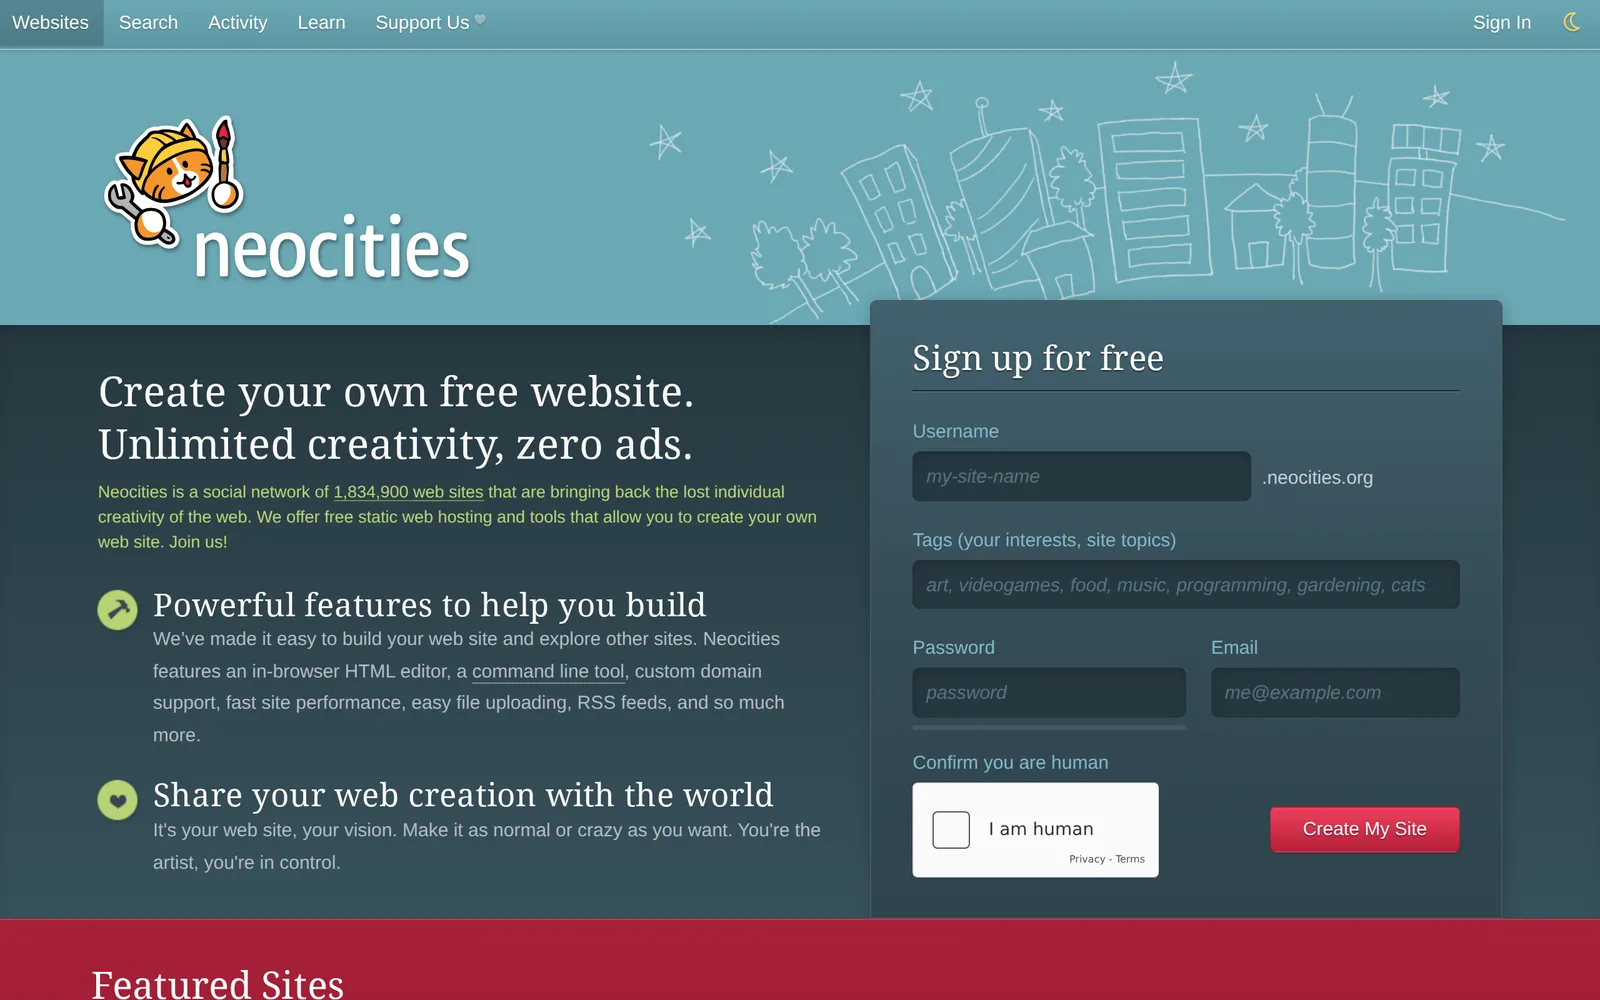 Websites Search Activity Learn Support Us Sign In
neocities
Create your own free website.
Unlimited creativity, zero ads.
Neocities is a social network of 1,834,900 web sites that are bringing back the lost individual
creativity of the web. We offer free static web hosting and tools that allow you to create your own
web site. Join us!
Powerful features to help you build
We've made it easy to build your web site and explore other sites. Neocities
features an in-browser HTML editor, a command line tool, custom domain
support, fast site performance, easy file uploading, RSS feeds, and so much
more.
Share your web creation with the world
It's your web site, your vision. Make it as normal or crazy as you want. You're the
artist, you're in control.
Sign up for free
Username
my-site-name .neocities.org
Tags (your interests, site topics)
art, videogames, food, music, programming, gardening, cats
Password Email
password me@example.com
Confirm you are human
I am human
Privacy - Terms
Create My Site
Featured Sites